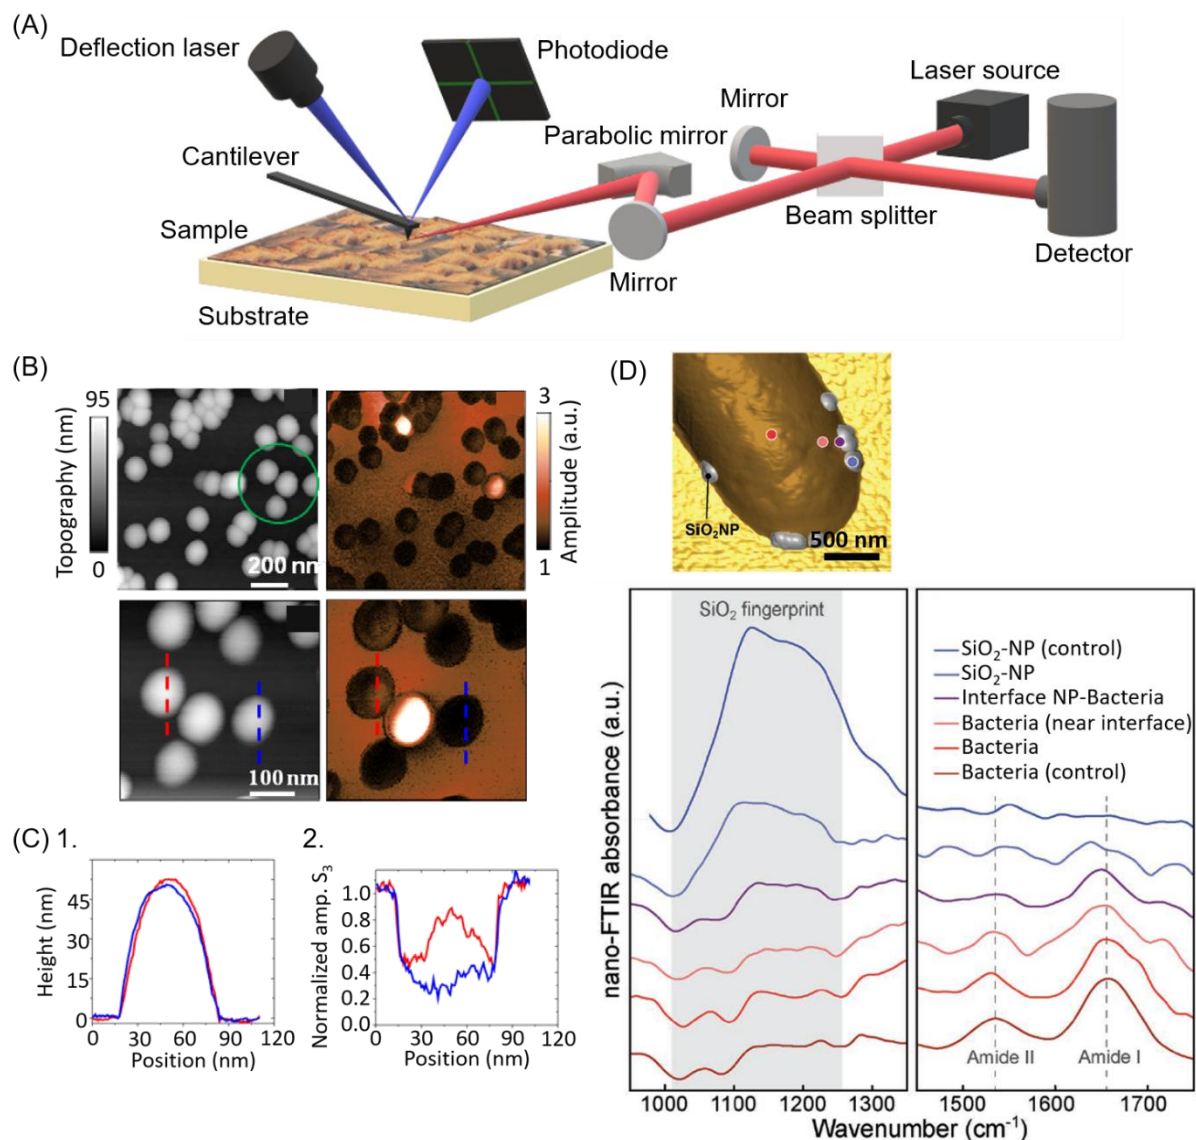 (A)
Deflection laser
Photodiode
Laser source
Mirror
Parabolic mirror
Cantilever
Sample
Beam splitter
Detector
Mirror
Substrate
(B)
95
Topography (nm)
0
200 nm
3
Amplitude (a.u.)
1
100 nm
(C) 1.
Height (nm)
45
30
15
0
0 30 60 90 120
Position (nm)
2.
Normalized amp. S₃
1.0
0.8
0.6
0.4
0.2
0.0
0 30 60 90 120
Position (nm)
(D)
SiO₂NP
500 nm
SiO₂ fingerprint
SiO₂-NP (control)
SiO₂-NP
Interface NP-Bacteria
Bacteria (near interface)
Bacteria
Bacteria (control)
nano-FTIR absorbance (a.u.)
Amide II
Amide I
1000 1100 1200 1300 1500 1600 1700
Wavenumber (cm⁻¹)